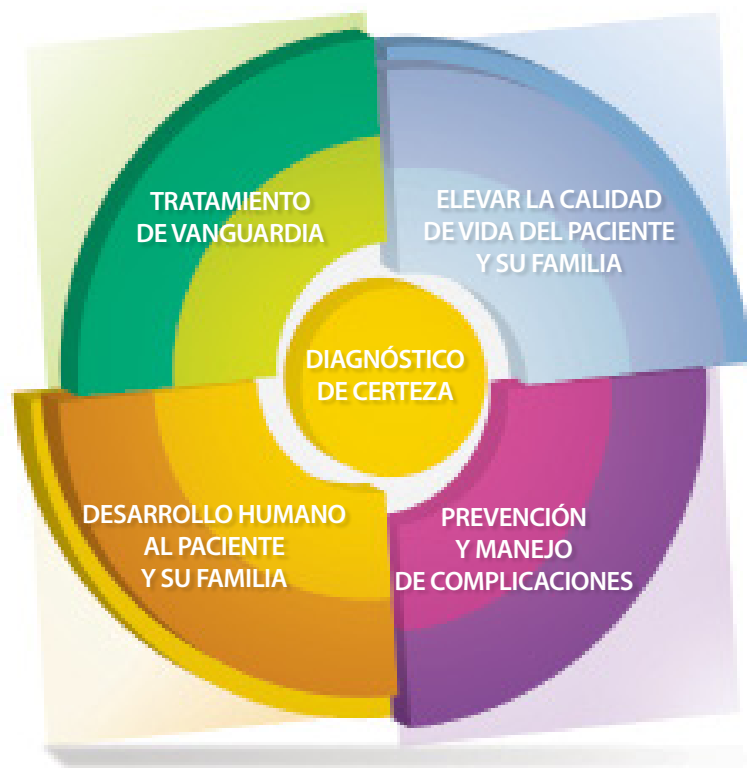 TRATAMIENTO
DE VANGUARDIA
ELEVAR LA CALIDAD
DE VIDA DEL PACIENTE
Y SU FAMILIA
DIAGNÓSTICO
DE CERTEZA
DESARROLLO HUMANO
AL PACIENTE
Y SU FAMILIA
PREVENCIÓN
Y MANEJO
DE COMPLICACIONES